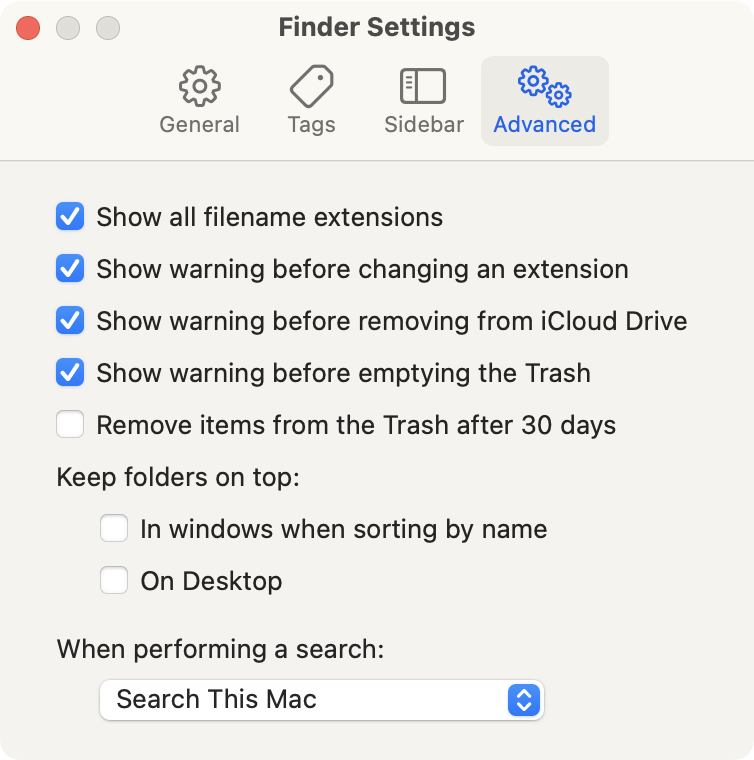 Finder Settings
General Tags Sidebar Advanced
Show all filename extensions
Show warning before changing an extension
Show warning before removing from iCloud Drive
Show warning before emptying the Trash
Remove items from the Trash after 30 days
Keep folders on top:
In windows when sorting by name
On Desktop
When performing a search:
Search This Mac